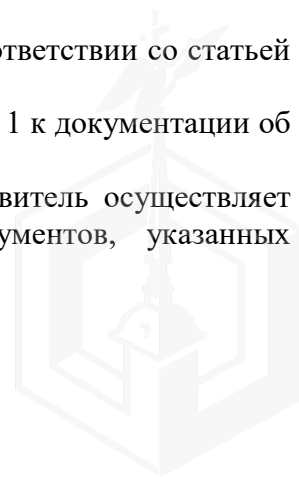 ответствии со статьей
1 к документации об
витель осуществляет
ументов, указанных